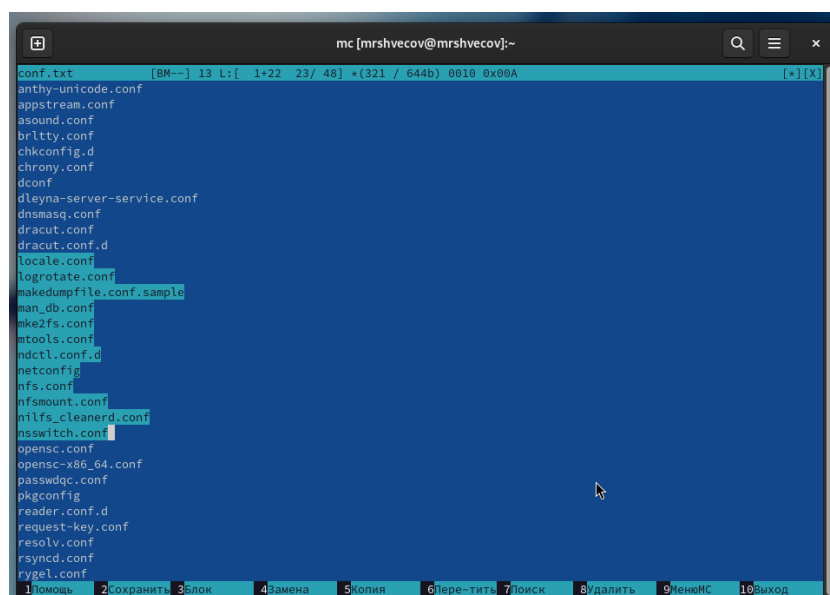 mc [mrshvecov@mrshvecov]:~
conf.txt [BM--] 13 L:[ 1+22 23/ 48] *(321 / 644b) 0010 0x00A [*][X]
anthy-unicode.conf
appstream.conf
asound.conf
brltty.conf
chkconfig.d
chrony.conf
dconf
dleyna-server-service.conf
dnsmasq.conf
dracut.conf
dracut.conf.d
locale.conf
logrotate.conf
makedumpfile.conf.sample
man_db.conf
mke2fs.conf
mtools.conf
ndctl.conf.d
netconfig
nfs.conf
nfsmount.conf
nilfs_cleanerd.conf
nsswitch.conf
opensc.conf
opensc-x86_64.conf
passwdqc.conf
pkgconfig
reader.conf.d
request-key.conf
resolv.conf
rsyncd.conf
rygel.conf
1Помощь 2Сохранить 3Блок 4Замена 5Копия 6Пере~тить 7Поиск 8Удалить 9МенюMC 10Выход